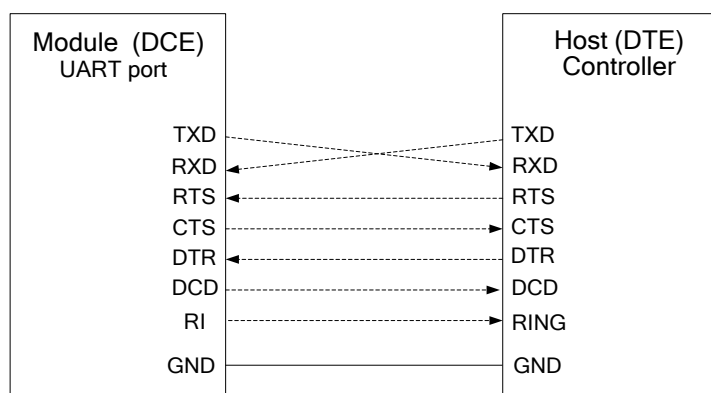 Module (DCE)
UART port
TXD
RXD
RTS
CTS
DTR
DCD
RI
GND
Host (DTE)
Controller
TXD
RXD
RTS
CTS
DTR
DCD
RING
GND